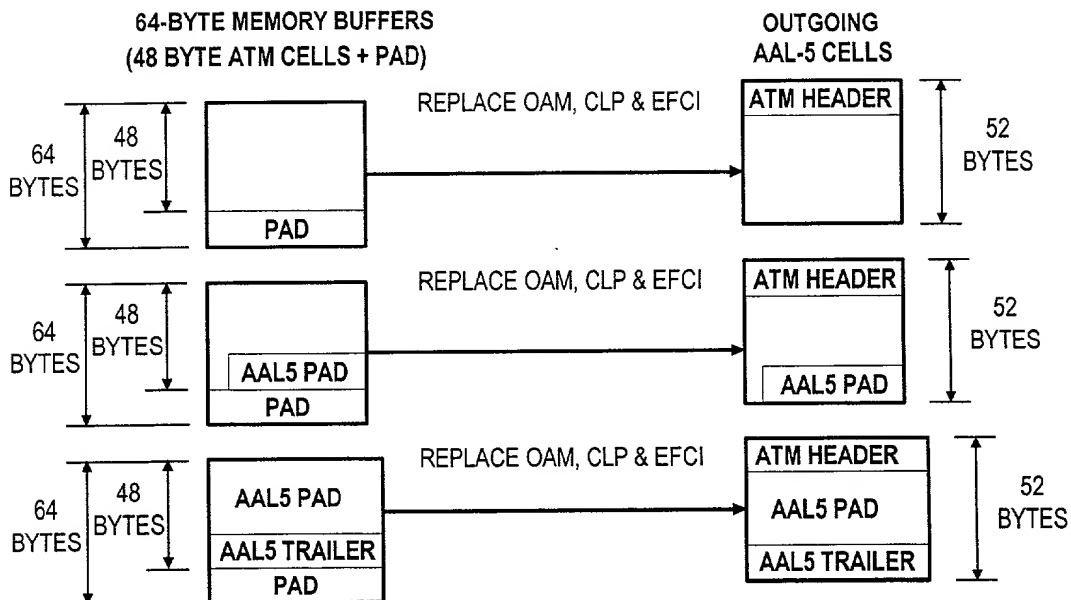 64-BYTE MEMORY BUFFERS
(48 BYTE ATM CELLS + PAD)
OUTGOING
AAL-5 CELLS
64
BYTES
48
BYTES
PAD
REPLACE OAM, CLP & EFCI
ATM HEADER
52
BYTES
64
BYTES
48
BYTES
AAL5 PAD
PAD
REPLACE OAM, CLP & EFCI
ATM HEADER
AAL5 PAD
52
BYTES
64
BYTES
48
BYTES
AAL5 PAD
AAL5 TRAILER
PAD
REPLACE OAM, CLP & EFCI
ATM HEADER
AAL5 PAD
AAL5 TRAILER
52
BYTES